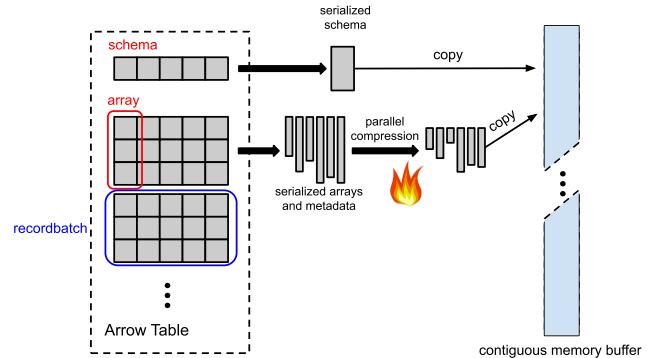 serialized
schema
schema
copy
array
parallel
compression
copy
serialized arrays
and metadata
recordbatch
Arrow Table
contiguous memory buffer